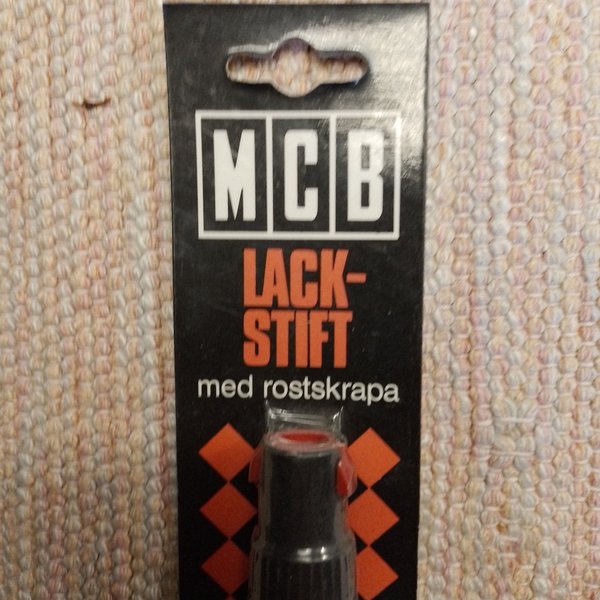 MCB
LACK-
STIFT
med rostskrapa